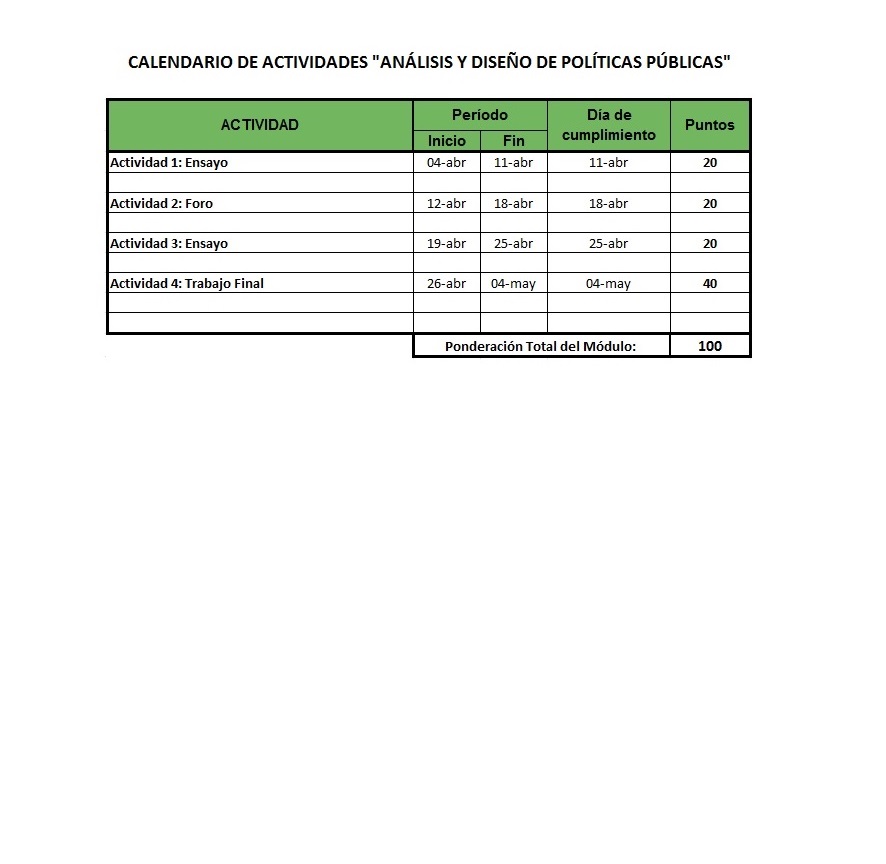 CALENDARIO DE ACTIVIDADES "ANÁLISIS Y DISEÑO DE POLÍTICAS PÚBLICAS"
ACTIVIDAD Período Día de cumplimiento Puntos
Inicio Fin
Actividad 1: Ensayo 04-abr 11-abr 11-abr 20
Actividad 2: Foro 12-abr 18-abr 18-abr 20
Actividad 3: Ensayo 19-abr 25-abr 25-abr 20
Actividad 4: Trabajo Final 26-abr 04-may 04-may 40
Ponderación Total del Módulo: 100